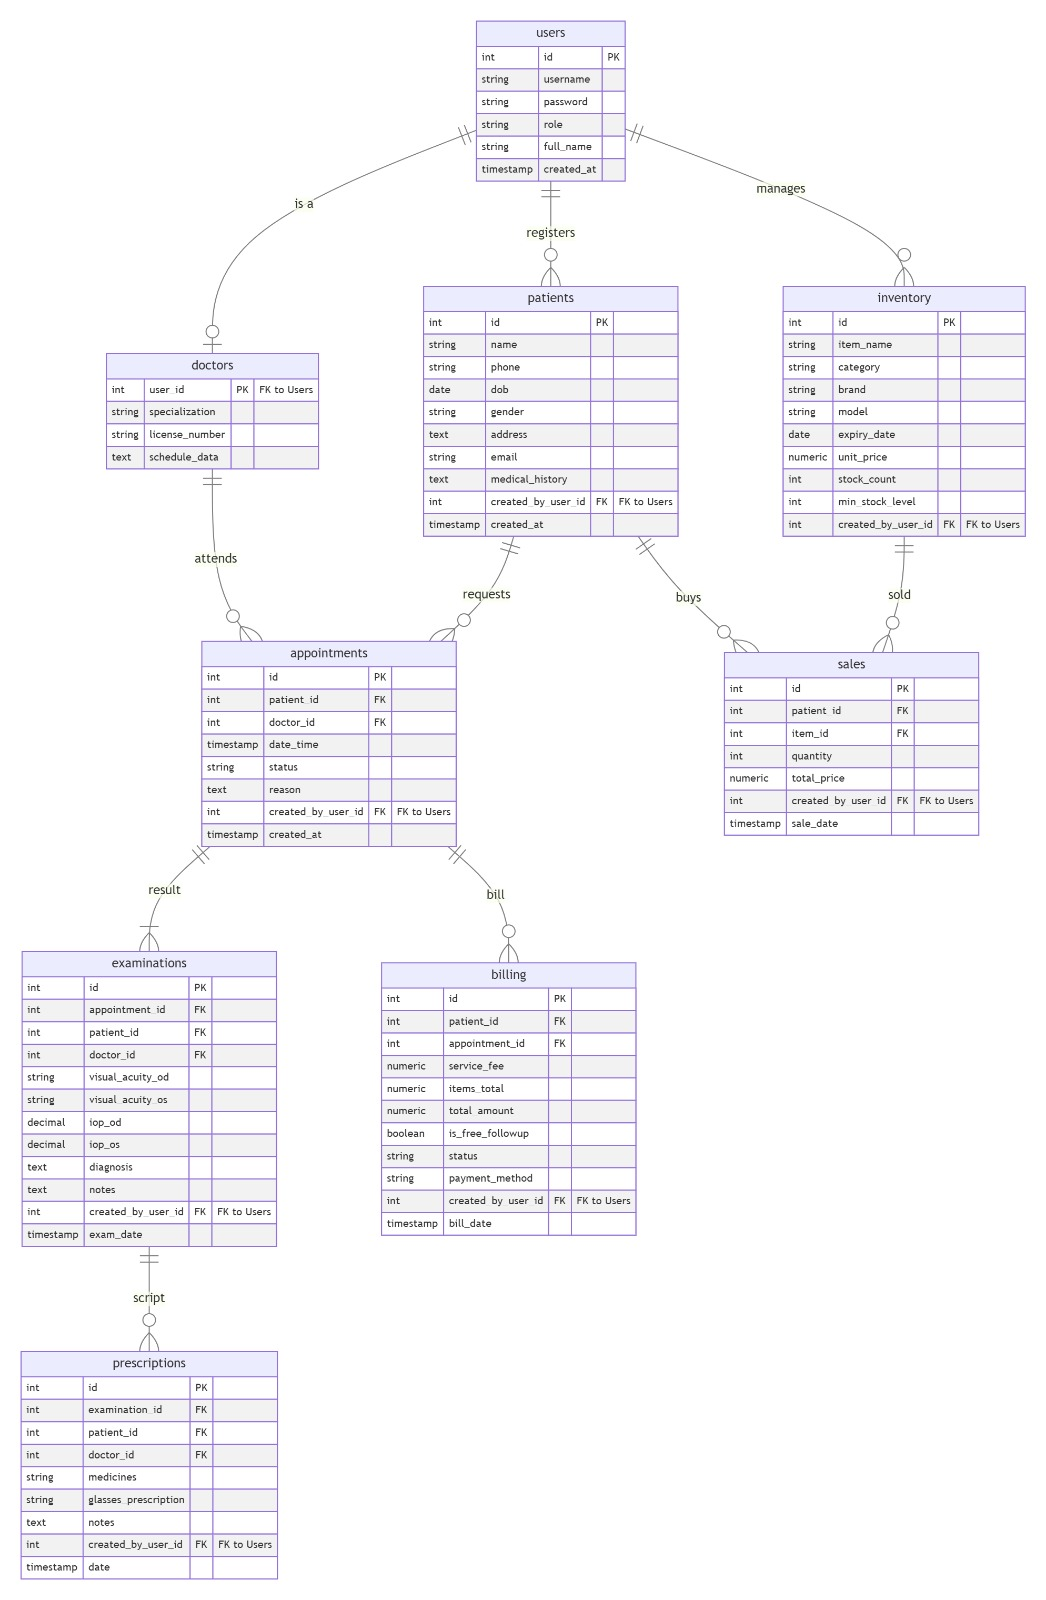 users
int id PK
string username
string password
string role
string full_name
timestamp created_at
is a
registers
manages
patients
int id PK
string name
string phone
date dob
string gender
text address
string email
text medical_history
int created_by_user_id FK FK to Users
timestamp created_at
inventory
int id PK
string item_name
string category
string brand
string model
date expiry_date
numeric unit_price
int stock_count
int min_stock_level
int created_by_user_id FK FK to Users
doctors
int user_id PK FK to Users
string specialization
string license_number
text schedule_data
attends
requests
buys
sold
appointments
int id PK
int patient_id FK
int doctor_id FK
timestamp date_time
string status
text reason
int created_by_user_id FK FK to Users
timestamp created_at
sales
int id PK
int patient_id FK
int item_id FK
int quantity
numeric total_price
int created_by_user_id FK FK to Users
timestamp sale_date
result
bill
examinations
int id PK
int appointment_id FK
int patient_id FK
int doctor_id FK
string visual_acuity_od
string visual_acuity_os
decimal iop_od
decimal iop_os
text diagnosis
text notes
int created_by_user_id FK FK to Users
timestamp exam_date
billing
int id PK
int patient_id FK
int appointment_id FK
numeric service_fee
numeric items_total
numeric total_amount
boolean is_free_followup
string status
string payment_method
int created_by_user_id FK FK to Users
timestamp bill_date
script
prescriptions
int id PK
int examination_id FK
int patient_id FK
int doctor_id FK
string medicines
string glasses_prescription
text notes
int created_by_user_id FK FK to Users
timestamp date